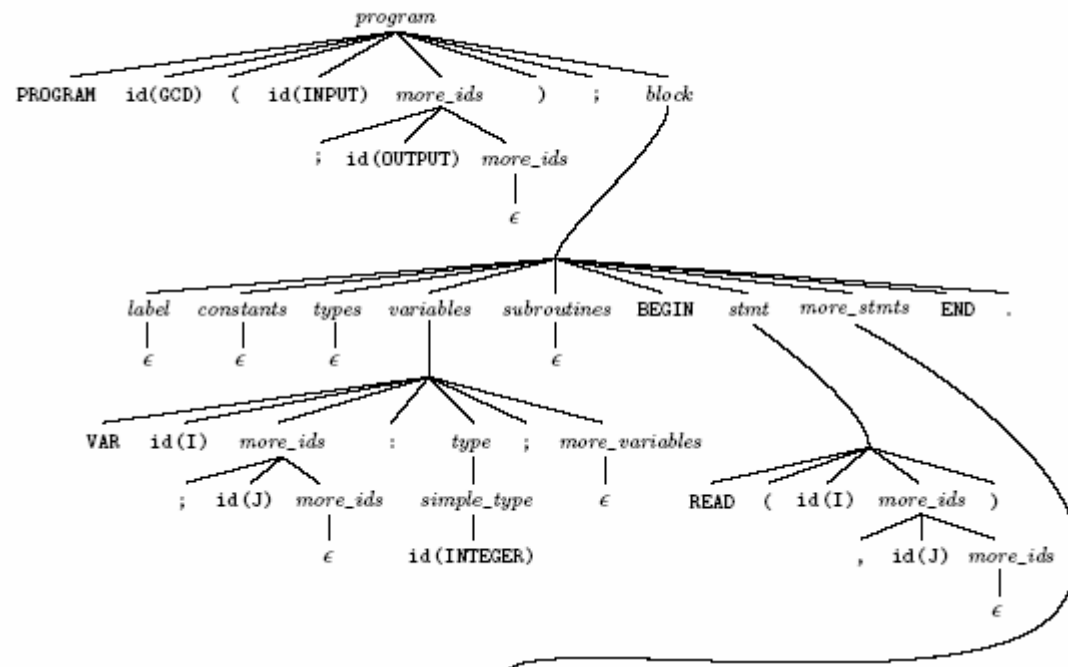 program
PROGRAM id(GCD) ( id(INPUT) more_ids ) ; block
; id(OUTPUT) more_ids
ϵ
label constants types variables subroutines BEGIN stmt more_stmts END .
ϵ ϵ ϵ ϵ
VAR id(I) more_ids : type ; more_variables
; id(J) more_ids simple_type ϵ READ ( id(I) more_ids )
ϵ id(INTEGER) , id(J) more_ids
ϵ